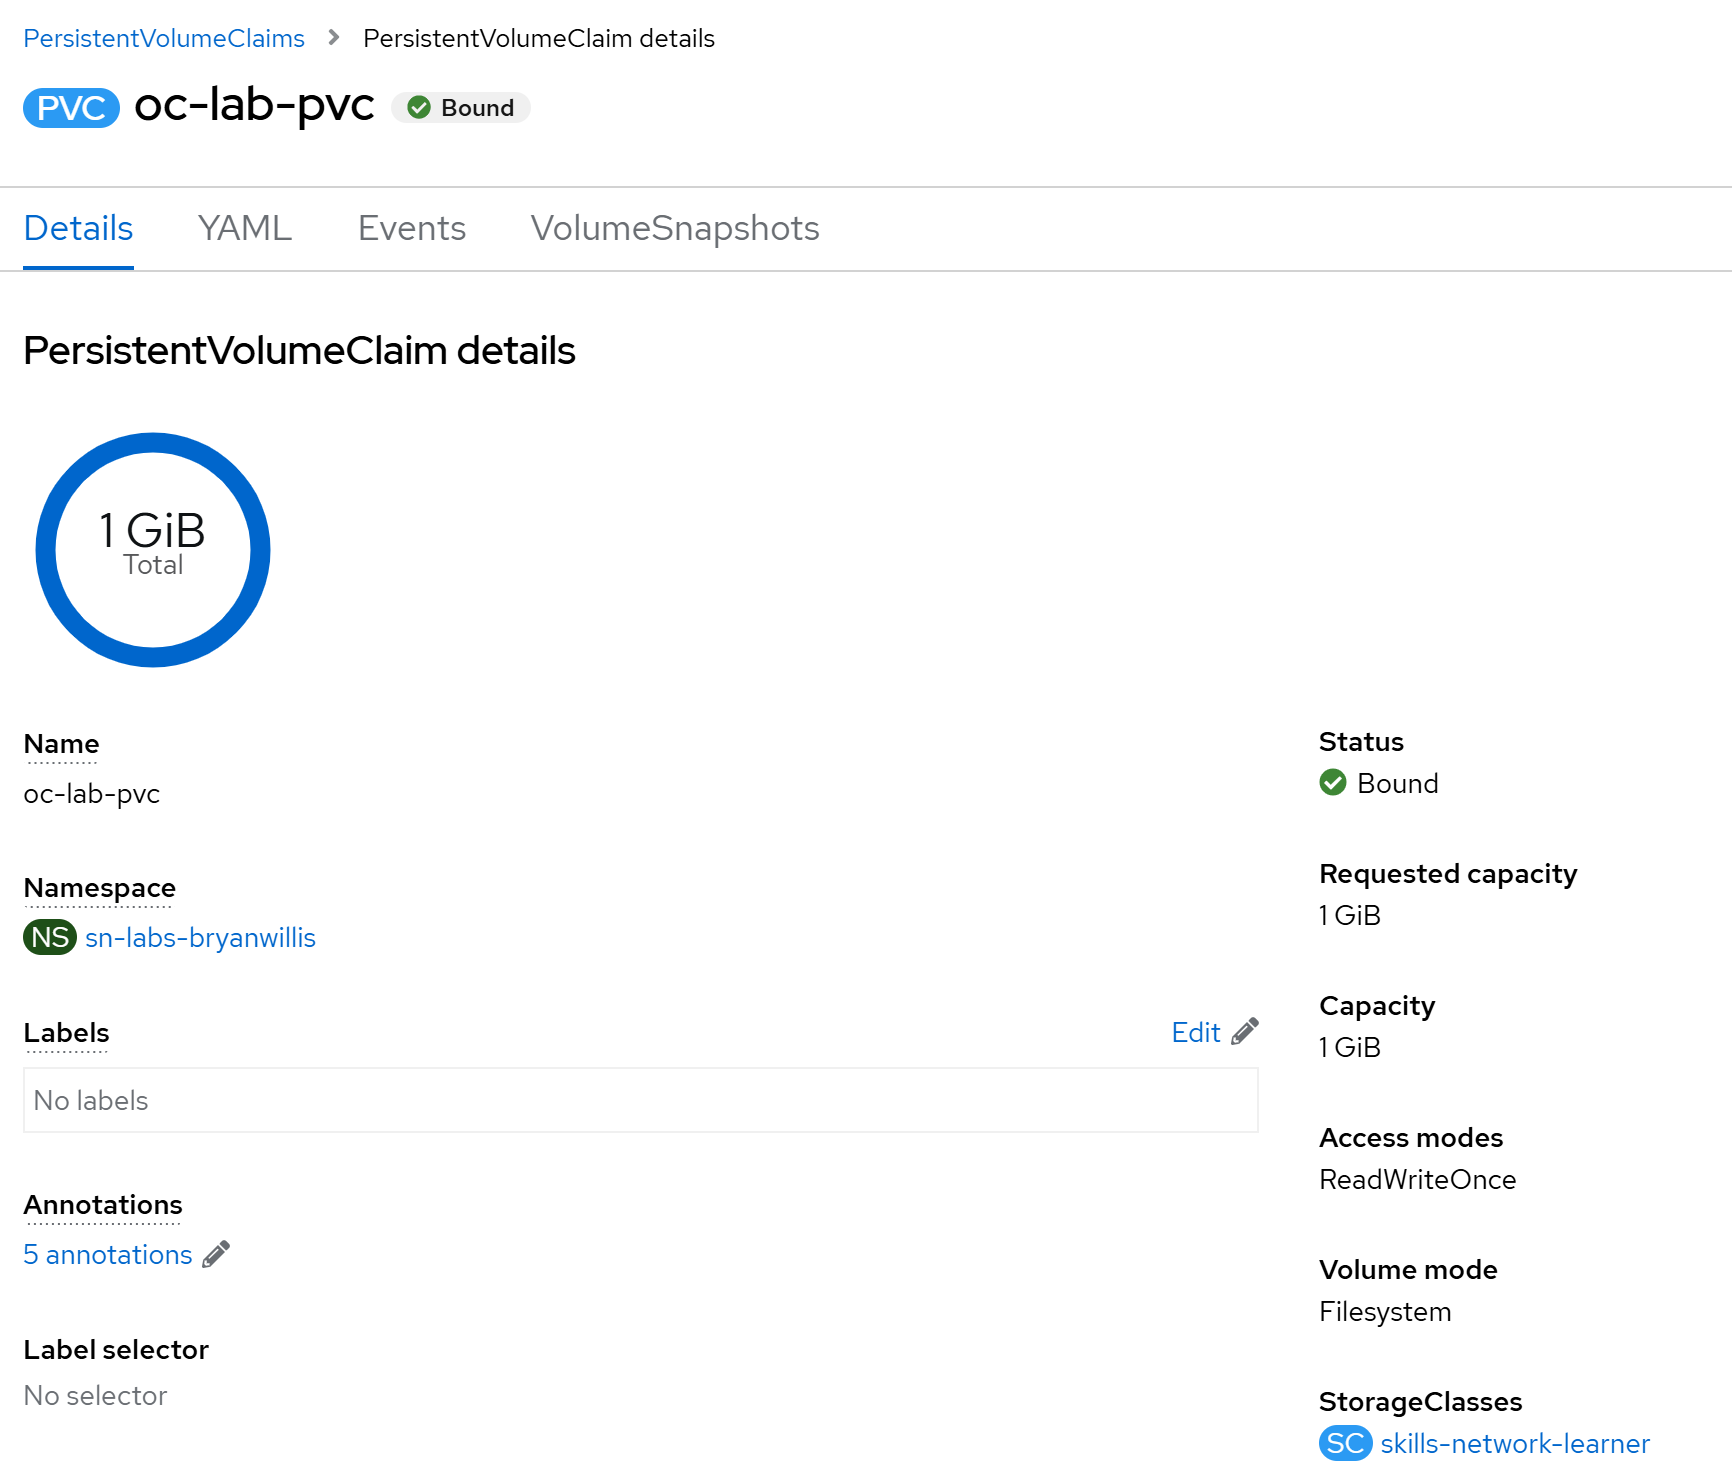 PersistentVolumeClaims > PersistentVolumeClaim details
PVC oc-lab-pvc Bound
Details YAML Events VolumeSnapshots
PersistentVolumeClaim details
1 GiB
Total
Name
oc-lab-pvc
Namespace
NS sn-labs-bryanwillis
Labels Edit
No labels
Annotations
5 annotations
Label selector
No selector
Status
Bound
Requested capacity
1 GiB
Capacity
1 GiB
Access modes
ReadWriteOnce
Volume mode
Filesystem
StorageClasses
SC skills-network-learner